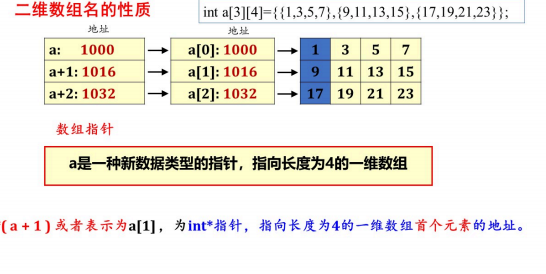 二维数组名的性质
int a[3][4]={{1,3,5,7},{9,11,13,15},{17,19,21,23}};
地址 地址
a: 1000 a[0]: 1000 1 3 5 7
a+1: 1016 a[1]: 1016 9 11 13 15
a+2: 1032 a[2]: 1032 17 19 21 23
数组指针
a是一种新数据类型的指针，指向长度为4的一维数组
(a+1)或者表示为a[1]，为int*指针，指向长度为4的一维数组首个元素的地址。